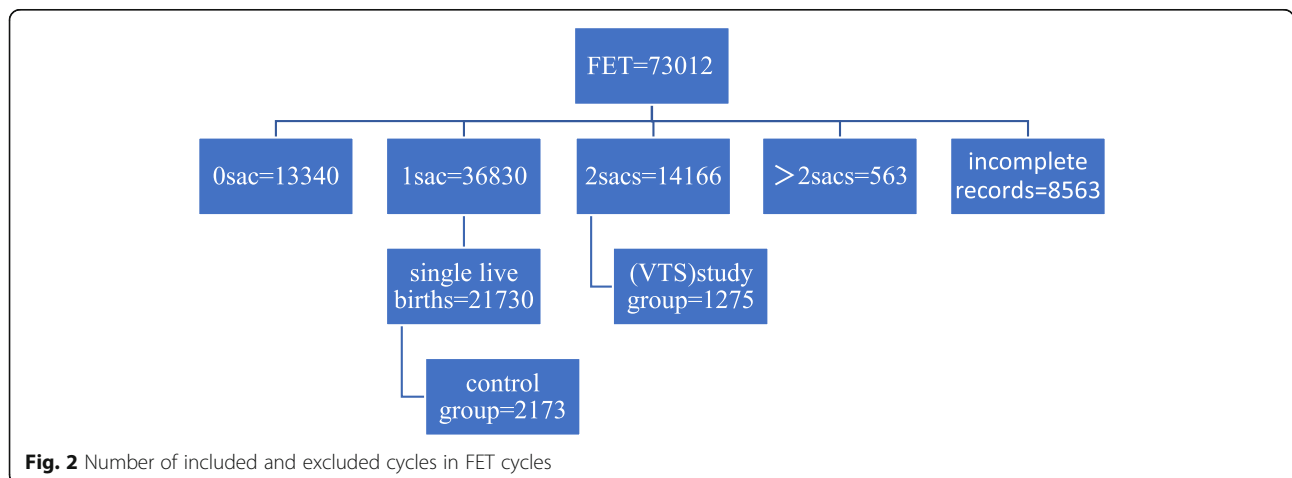 FET=73012
0sac=13340
1sac=36830
2sacs=14166
＞2sacs=563
incomplete
records=8563
single live
births=21730
(VTS)study
group=1275
control
group=2173
Fig. 2 Number of included and excluded cycles in FET cycles